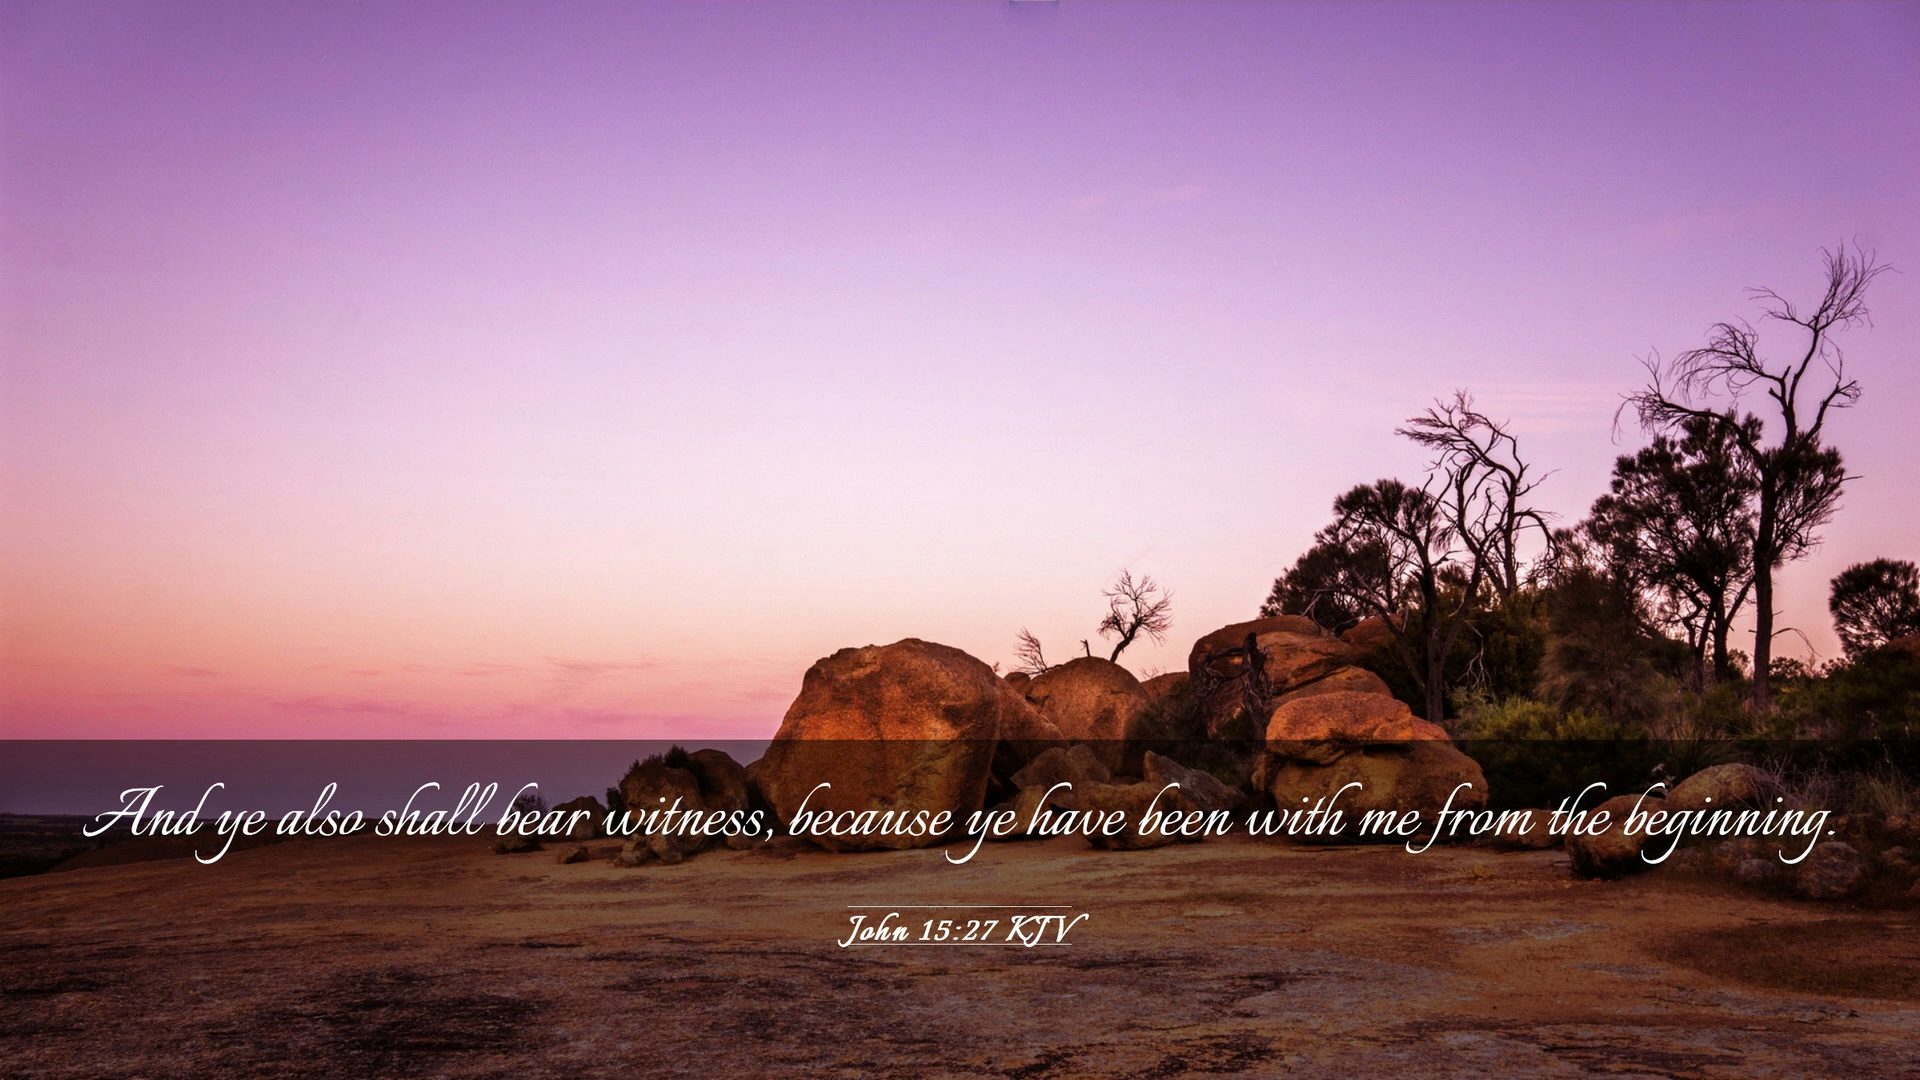 And ye also shall bear witness, because ye have been with me from the beginning.
John 15:27 KJV